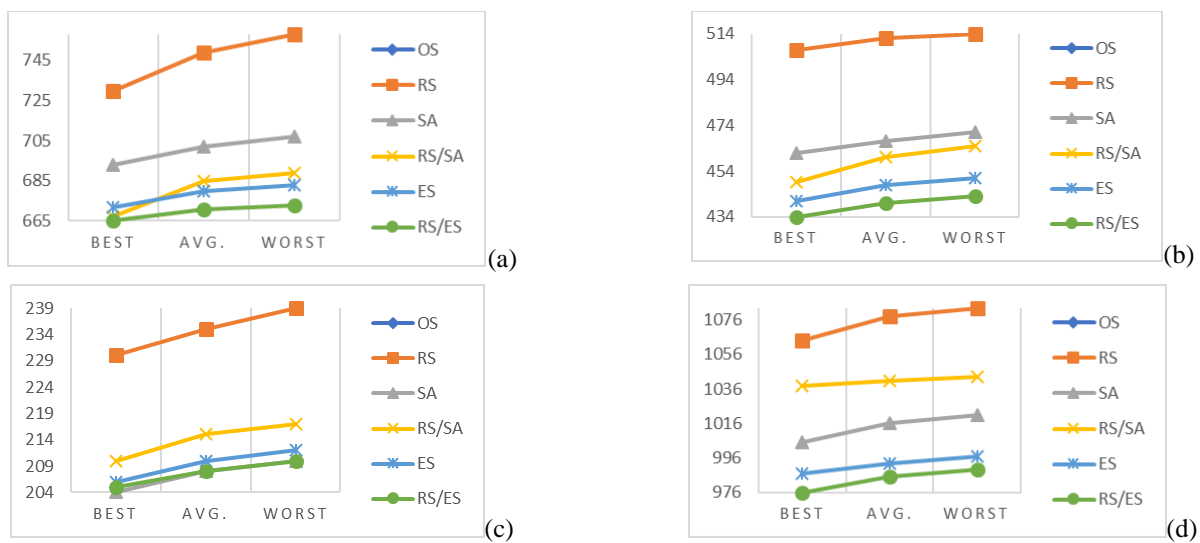 745
725
705
685
665
BEST AVG. WORST
OS
RS
SA
RS/SA
ES
RS/ES
(a)
514
494
474
454
434
BEST AVG. WORST
OS
RS
SA
RS/SA
ES
RS/ES
(b)
239
234
229
224
219
214
209
204
BEST AVG. WORST
OS
RS
SA
RS/SA
ES
RS/ES
(c)
1076
1056
1036
1016
996
976
BEST AVG. WORST
OS
RS
SA
RS/SA
ES
RS/ES
(d)